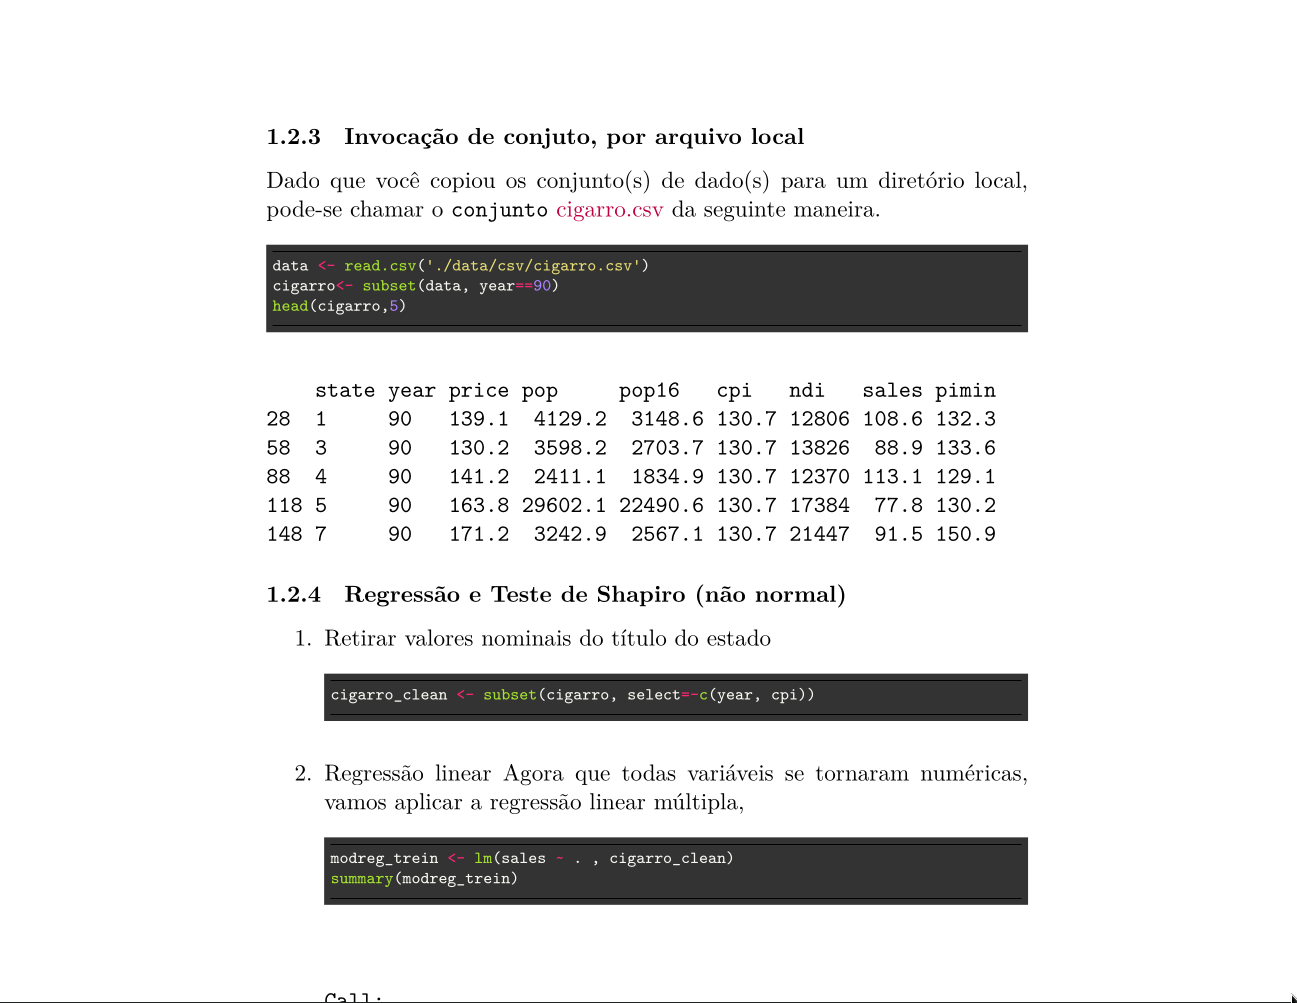 1.2.3 Invocação de conjuto, por arquivo local
Dado que você copiou os conjunto(s) de dado(s) para um diretório local,
pode-se chamar o conjunto cigarro.csv da seguinte maneira.
data <- read.csv('./data/csv/cigarro.csv')
cigarro<- subset(data, year==90)
head(cigarro,5)
state year price pop pop16 cpi ndi sales pimin
28 1 90 139.1 4129.2 3148.6 130.7 12806 108.6 132.3
58 3 90 130.2 3598.2 2703.7 130.7 13826 88.9 133.6
88 4 90 141.2 2411.1 1834.9 130.7 12370 113.1 129.1
118 5 90 163.8 29602.1 22490.6 130.7 17384 77.8 130.2
148 7 90 171.2 3242.9 2567.1 130.7 21447 91.5 150.9
1.2.4 Regressão e Teste de Shapiro (não normal)
1. Retirar valores nominais do título do estado
cigarro_clean <- subset(cigarro, select=-c(year, cpi))
2. Regressão linear Agora que todas variáveis se tornaram numéricas,
vamos aplicar a regressão linear múltipla,
modreg_trein <- lm(sales ~ . , cigarro_clean)
summary(modreg_trein)
Call: